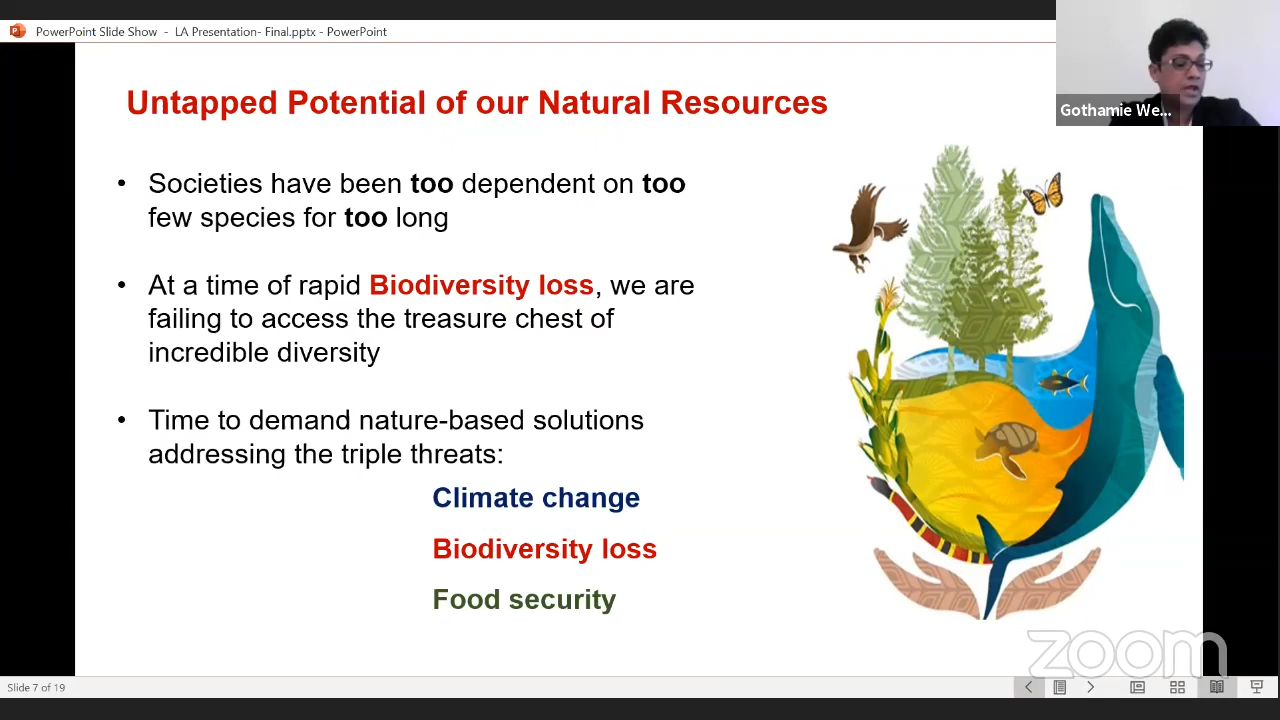 PowerPoint Slide Show - LA Presentation- Final.pptx - PowerPoint
Gothamie We...
Untapped Potential of our Natural Resources
• Societies have been too dependent on too
few species for too long
• At a time of rapid Biodiversity loss, we are
failing to access the treasure chest of
incredible diversity
• Time to demand nature-based solutions
addressing the triple threats:
Climate change
Biodiversity loss
Food security
zoom
Slide 7 of 19